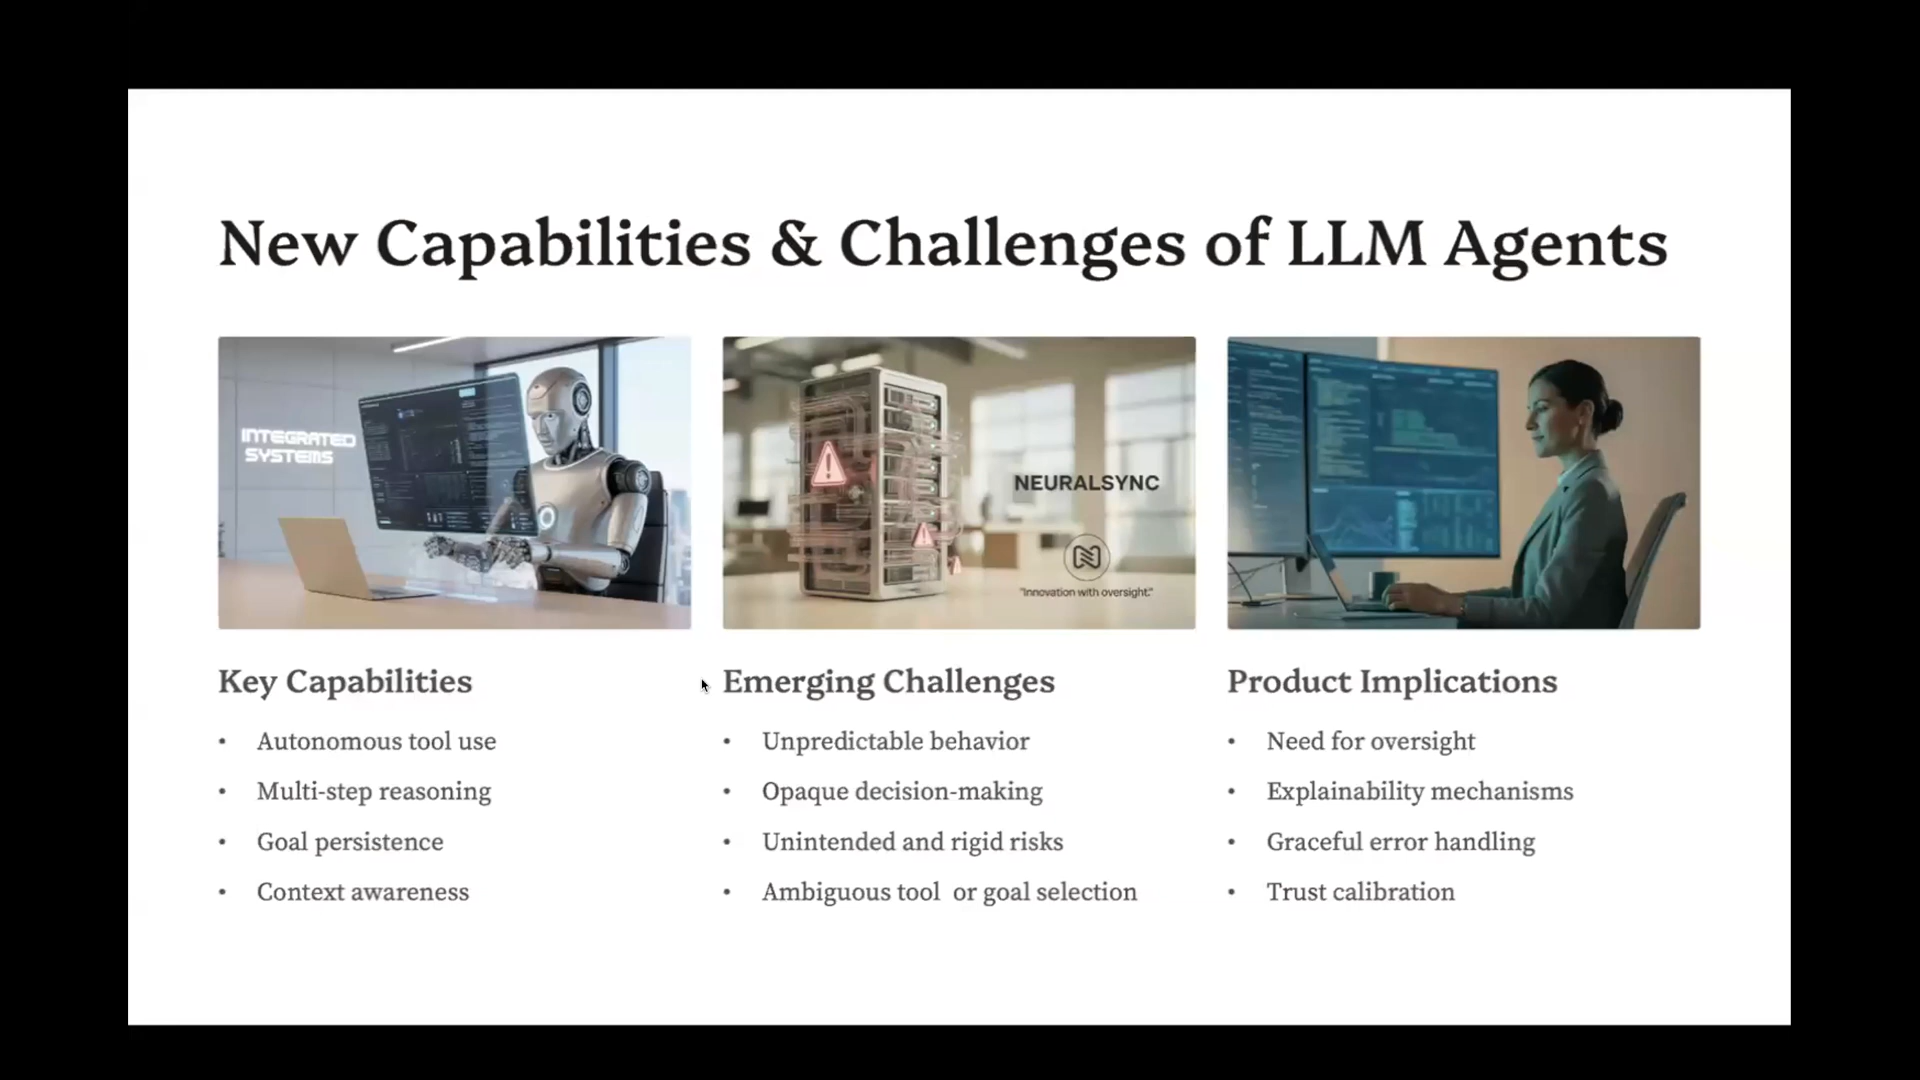 New Capabilities & Challenges of LLM Agents
INTEGRATED
SYSTEMS
NEURALSYNC
"Innovation with oversight."
Key Capabilities
• Autonomous tool use
• Multi-step reasoning
• Goal persistence
• Context awareness
Emerging Challenges
• Unpredictable behavior
• Opaque decision-making
• Unintended and rigid risks
• Ambiguous tool  or goal selection
Product Implications
• Need for oversight
• Explainability mechanisms
• Graceful error handling
• Trust calibration